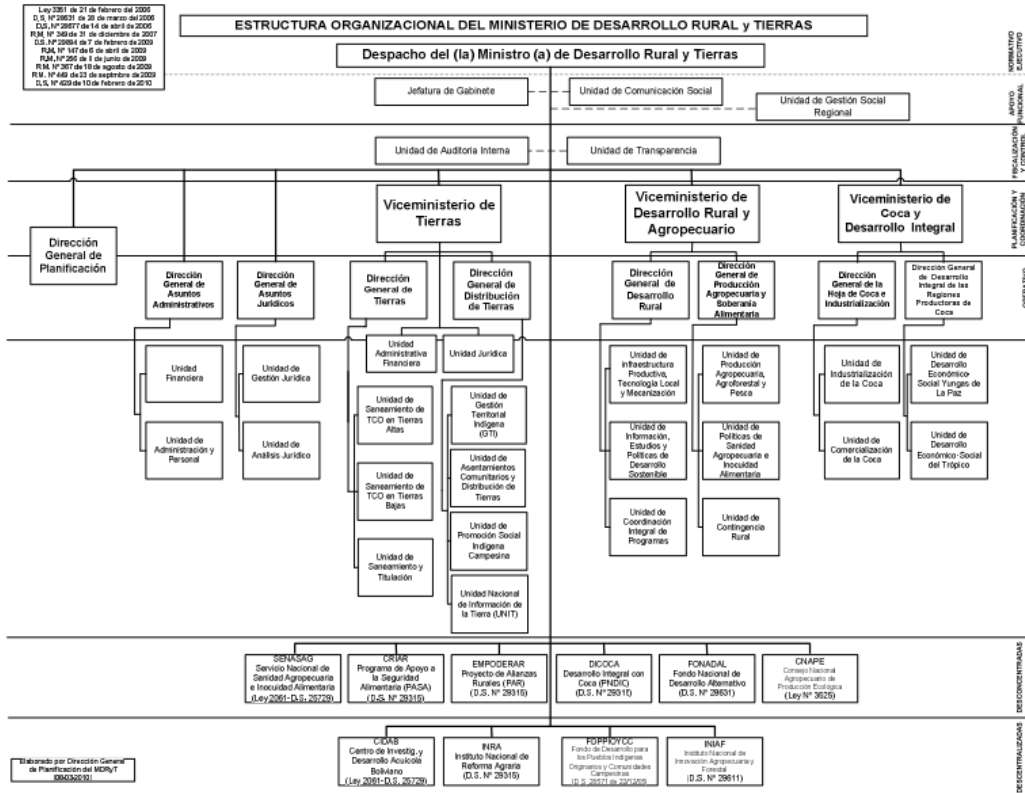 Ley 3351 de 21 de febrero del 2006
D,S, Nº28631 de 28 de marzo del 2006
D,S, Nº28677 de 14 de abril de 2006
R,M, Nº 349 de 31 de diciembre de 2007
D.S. Nº29894 de 7 de febrero de 2009
R,M, Nº 147 de 6 de abril de 2009
R,M, Nº266 de 8 de junio de 2009
R.M. Nº367 de 18 de agosto de 2009
R.M. Nº449 de 23 de septmbre de 2009
D,S, Nº429 de 10 de febrero de 2010
ESTRUCTURA ORGANIZACIONAL DEL MINISTERIO DE DESARROLLO RURAL y TIERRAS
Despacho del (la) Ministro (a) de Desarrollo Rural y Tierras
NORMATIVO
EJECUTIVO
Jefatura de Gabinete
Unidad de Comunicación Social
Unidad de Gestión Social
Regional
APOYO
FUNCIONAL
Unidad de Auditoria Interna
Unidad de Transparencia
FISCALIZACIÓN
Y CONTROL
Dirección
General de
Planificación
Viceministerio de
Tierras
Viceministerio de
Desarrollo Rural y
Agropecuario
Viceministerio de
Coca y
Desarrollo Integral
PLANIFICACIÓN Y
COORDINACIÓN
Dirección
General de
Asuntos
Administrativos
Dirección
General de
Asuntos
Jurídicos
Dirección
General de
Tierras
Dirección
General de
Distribución
de Tierras
Dirección
General de
Desarrollo
Rural
Dirección
General de
Producción
Agropecuaria y
Soberanía
Alimentaria
Dirección
General de la
Hoja de Coca e
Industrialización
Dirección General
de Desarrollo
Integral de las
Regiones
Productoras de
Coca
OPERATIVO
Unidad
Financiera
Unidad de
Administración y
Personal
Unidad de
Gestión Jurídica
Unidad de
Análisis Jurídico
Unidad
Administrativa
Financiera
Unidad Jurídica
Unidad de
Saneamiento de
TCO en Tierras
Altas
Unidad de
Saneamiento de
TCO en Tierras
Bajas
Unidad de
Saneamiento y
Titulación
Unidad de
Gestión
Territorial
Indígena
(GTI)
Unidad de
Asentamientos
Comunitarios y
Distribución de
Tierras
Unidad de
Promoción Social
Indígena
Campesina
Unidad Nacional
de Información de
la Tierra (UNIT)
Unidad de
Infraestructura
Productiva,
Tecnología Local
y Mecanización
Unidad de
Información,
Estudios y
Políticas de
Desarrollo
Sostenible
Unidad de
Coordinación
Integral de
Programas
Unidad de
Producción
Agropecuaria,
Agroforestal y
Pesca
Unidad de
Políticas de
Sanidad
Agropecuaria e
Inocuidad
Alimentaria
Unidad de
Contingencia
Rural
Unidad de
Industrialización
de la Coca
Unidad de
Comercialización
de la Coca
Unidad de
Desarrollo
Económico-
Social Yungas de
La Paz
Unidad de
Desarrollo
Económico-Social
del Trópico
SENASAG
Servicio Nacional de
Sanidad Agropecuaria
e Inocuidad Alimentaria
(Ley 2061-D.S. 25729)
CRIAR
Programa de Apoyo a
la Seguridad
Alimentaria (PASA)
(D.S. Nº 29315)
EMPODERAR
Proyecto de Alianzas
Rurales (PAR)
(D.S. Nº 29315)
DICOCA
Desarrollo Integral con
Coca (PNDIC)
(D.S. Nº 29315)
FONADAL
Fondo Nacional de
Desarrollo Alternativo
(D.S. Nº 29631)
CNAPE
Consejo Nacional
Agropecuario de
Producción Ecológica
(Ley Nº 3525)
DESCONCENTRADAS
CIDAB
Centro de Investig. y
Desarrollo Acuícola
Boliviano
(Ley 2061-D.S. 25729)
INRA
Instituto Nacional de
Reforma Agraria
(D.S. Nº 29315)
FDPPIOYCC
Fondo de Desarrollo para
los Pueblos Indígenas
Originarios y Comunidades
Campesinas
(D.S. 28571 de 22/12/05)
INIAF
Instituto Nacional de
Innovación Agropecuaria y
Forestal
(D.S. Nº 29611)
DESCENTRALIZADAS
Elaborado por Dirección General
de Planificación del MDRyT
(06-03-2010)